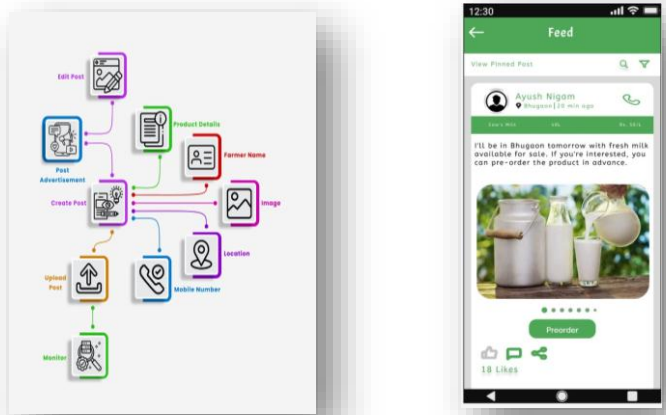 Edit Post
Product Details
Farmer Name
Post
Advertisement
Create Post
Image
Location
Upload
Post
Mobile Number
Monitor
12:30
Feed
View Pinned Post
Ayush Nigam
Bhugaon | 20 min ago
I'll be in Bhugaon tomorrow with fresh milk
available for sale. If you're interested, you
can pre-order the product in advance.
Preorder
18 Likes